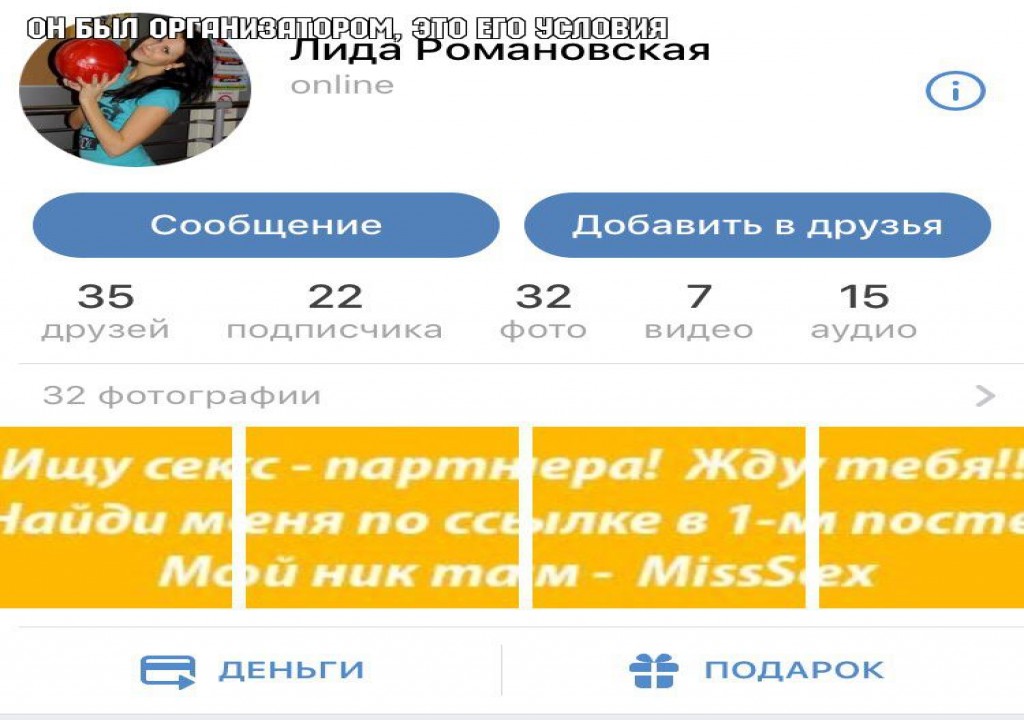 ОН БЫЛ ОРГАНИЗАТОРОМ, ЭТО ЕГО УСЛОВИЯ
Лида Романовская
online
Сообщение Добавить в друзья
35 22 32 7 15
друзей подписчика фото видео аудио
32 фотографии
Ищу секс - партнера! Жду тебя!!
Найди меня по ссылке в 1-м посте
Мой ник там - MissSex
ДЕНЬГИ ПОДАРОК